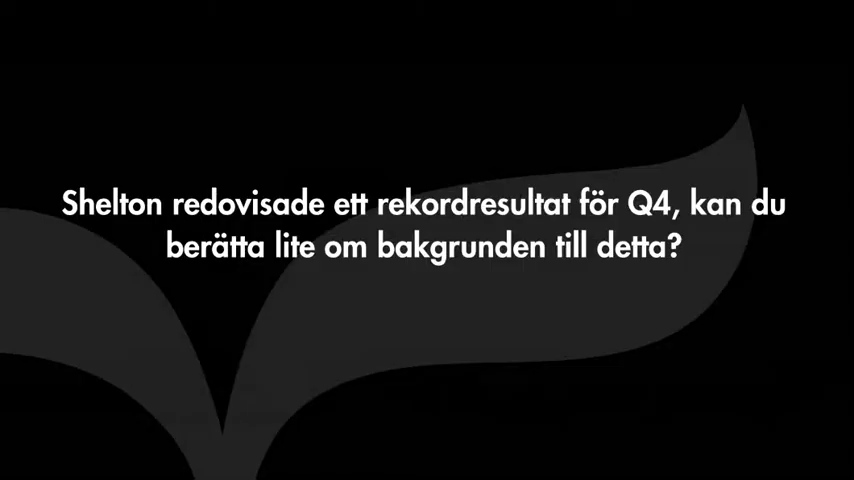 Shelton redovisade ett rekordresultat för Q4, kan du
berätta lite om bakgrunden till detta?